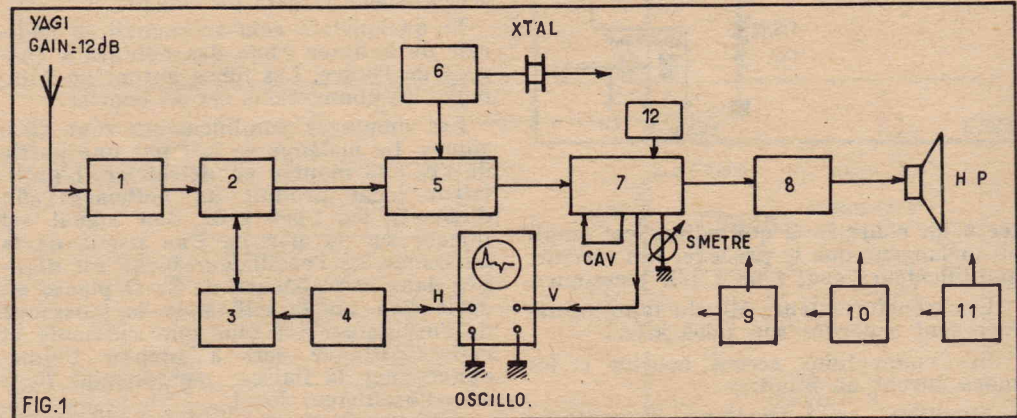 YAGI
GAIN=12dB
XTAL
6
12
1
2
5
7
8
H P
CAV
SMETRE
3
4
H
V
9
10
11
OSCILLO.
FIG.1